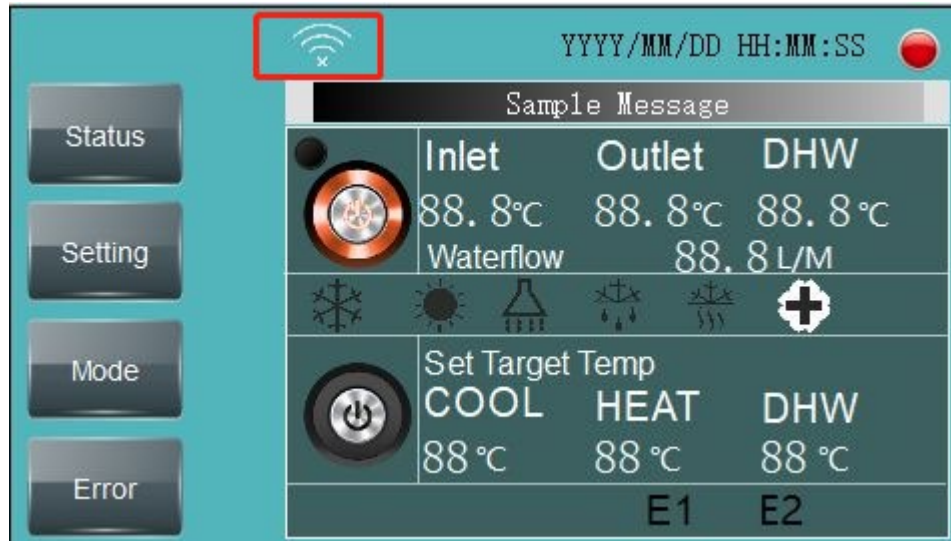 YYYY/MM/DD HH:MM:SS
Sample Message
Status
Setting
Mode
Error
Inlet Outlet DHW
88.8℃ 88.8℃ 88.8℃
Waterflow 88.8 L/M
Set Target Temp
COOL HEAT DHW
88℃ 88℃ 88℃
E1 E2